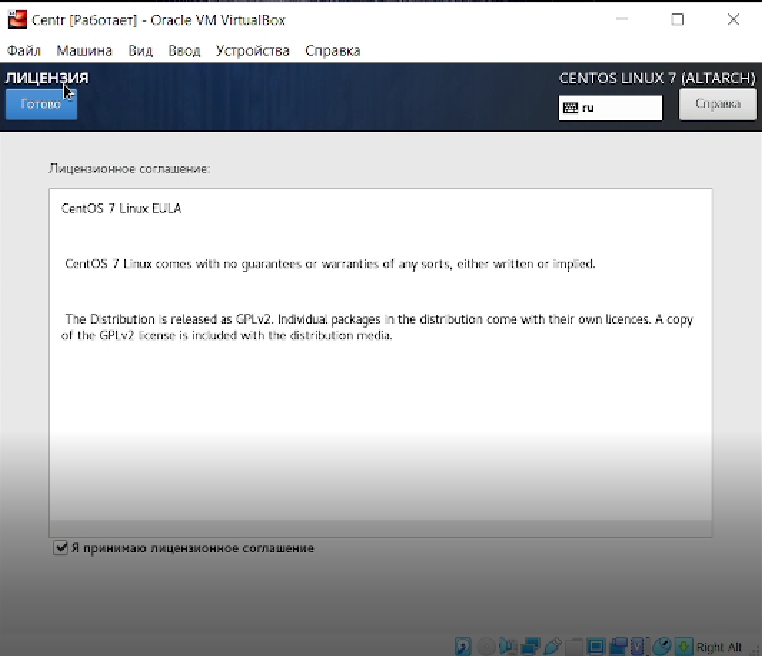 Centr [Работает] - Oracle VM VirtualBox
Файл Машина Вид Ввод Устройства Справка
ЛИЦЕНЗИЯ
CENTOS LINUX 7 (ALTARCH)
Готово
ru
Справка
Лицензионное соглашение:
CentOS 7 Linux EULA
CentOS 7 Linux comes with no guarantees or warranties of any sorts, either written or implied.
The Distribution is released as GPLv2. Individual packages in the distribution come with their own licences. A copy
of the GPLv2 license is included with the distribution media.
Я принимаю лицензионное соглашение
Right Alt